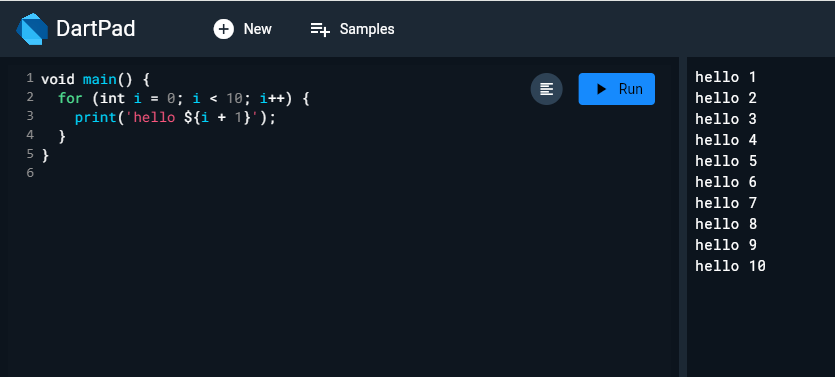 DartPad New Samples
1 void main() {
2   for (int i = 0; i < 10; i++) {
3     print('hello ${i + 1}');
4   }
5 }
6
Run
hello 1
hello 2
hello 3
hello 4
hello 5
hello 6
hello 7
hello 8
hello 9
hello 10